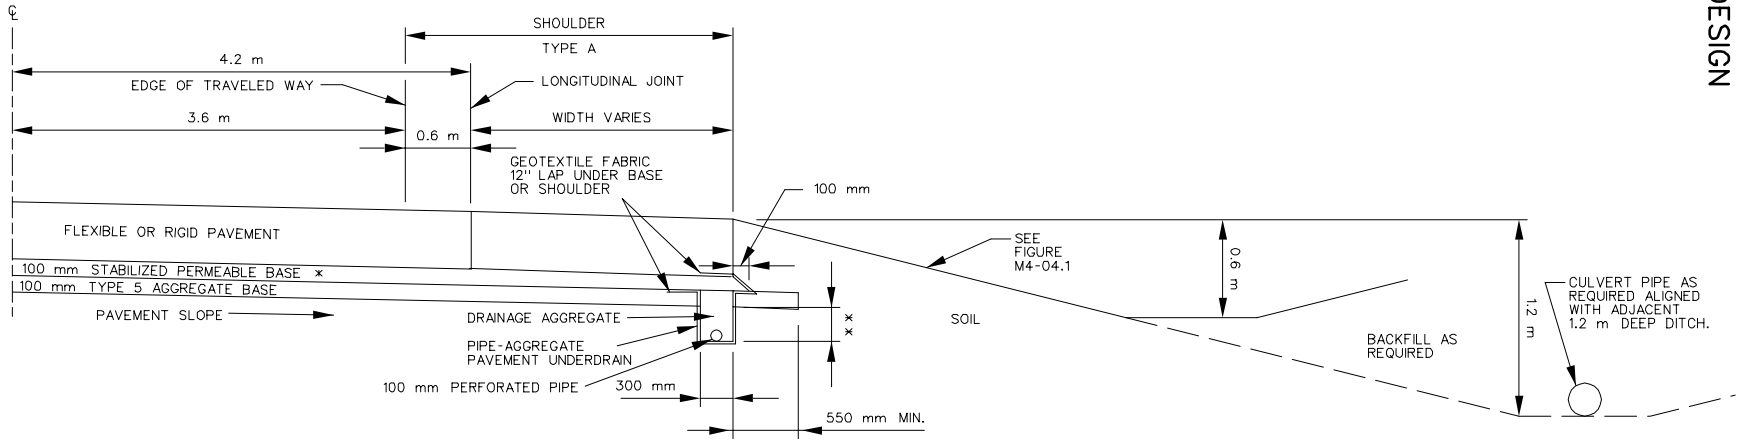 ℄
SHOULDER
TYPE A
4.2 m
EDGE OF TRAVELED WAY
LONGITUDINAL JOINT
3.6 m
WIDTH VARIES
0.6 m
GEOTEXTILE FABRIC
12" LAP UNDER BASE
OR SHOULDER
100 mm
FLEXIBLE OR RIGID PAVEMENT
100 mm STABILIZED PERMEABLE BASE *
100 mm TYPE 5 AGGREGATE BASE
PAVEMENT SLOPE
DRAINAGE AGGREGATE
PIPE-AGGREGATE
PAVEMENT UNDERDRAIN
100 mm PERFORATED PIPE
300 mm
550 mm MIN.
* *
SEE
FIGURE
M4-04.1
SOIL
0.6 m
BACKFILL AS
REQUIRED
1.2 m
CULVERT PIPE AS
REQUIRED ALIGNED
WITH ADJACENT
1.2 m DEEP DITCH.
DESIGN